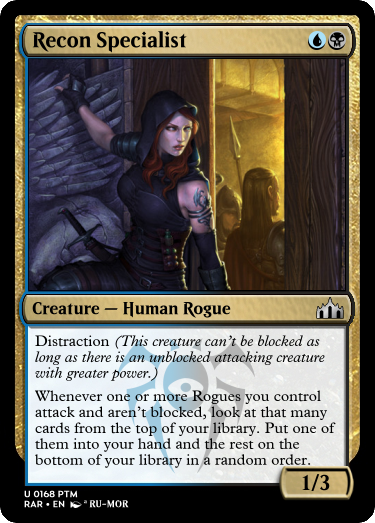 Recon Specialist
Creature — Human Rogue
Distraction (This creature can't be blocked as
long as there is an unblocked attacking creature
with greater power.)
Whenever one or more Rogues you control
attack and aren't blocked, look at that many
cards from the top of your library. Put one of
them into your hand and the rest on the
bottom of your library in a random order.
1/3
U 0168 PTM
RAR • EN RU-MOR